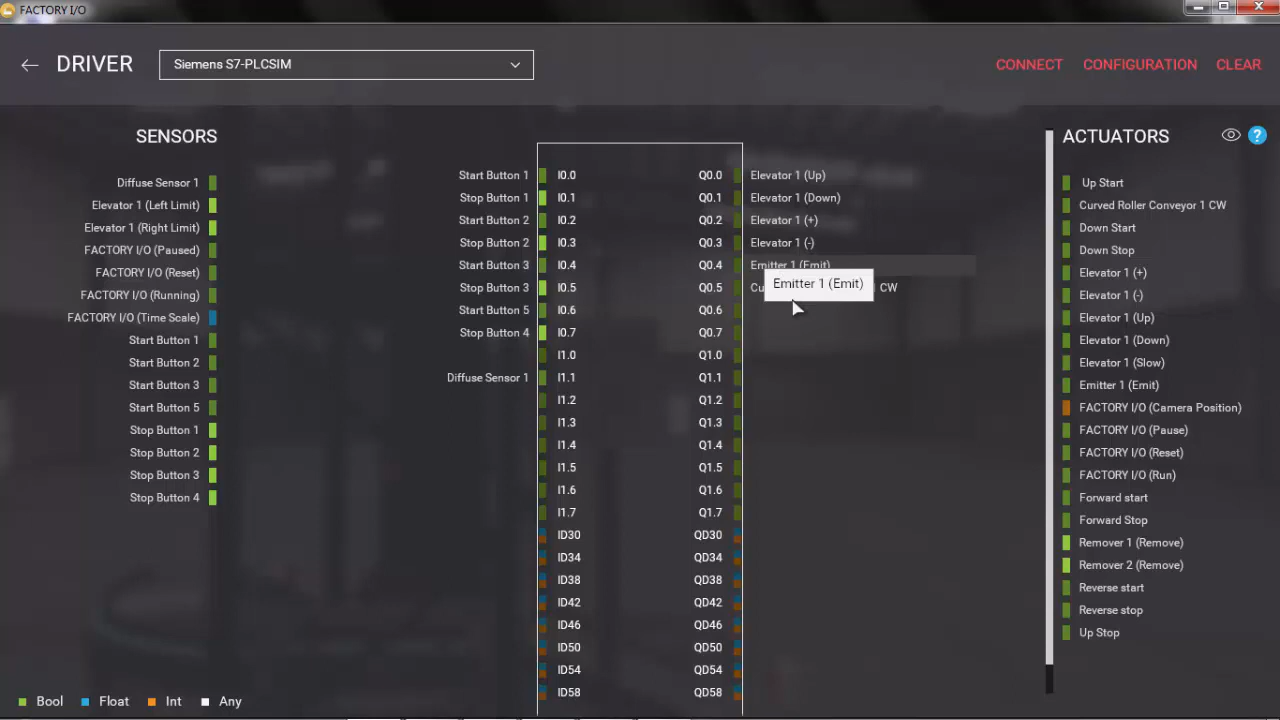 FACTORY I/O
DRIVER
Siemens S7-PLCSIM
CONNECT
CONFIGURATION
CLEAR
SENSORS
Diffuse Sensor 1
Elevator 1 (Left Limit)
Elevator 1 (Right Limit)
FACTORY I/O (Paused)
FACTORY I/O (Reset)
FACTORY I/O (Running)
FACTORY I/O (Time Scale)
Start Button 1
Start Button 2
Start Button 3
Start Button 5
Stop Button 1
Stop Button 2
Stop Button 3
Stop Button 4
Start Button 1 I0.0 Q0.0 Elevator 1 (Up)
Stop Button 1 I0.1 Q0.1 Elevator 1 (Down)
Start Button 2 I0.2 Q0.2 Elevator 1 (+)
Stop Button 2 I0.3 Q0.3 Elevator 1 (-)
Start Button 3 I0.4 Q0.4 Emitter 1 (Emit)
Emitter 1 (Emit)
Stop Button 3 I0.5 Q0.5 CW
Start Button 5 I0.6 Q0.6
Stop Button 4 I0.7 Q0.7
I1.0 Q1.0
Diffuse Sensor 1 I1.1 Q1.1
I1.2 Q1.2
I1.3 Q1.3
I1.4 Q1.4
I1.5 Q1.5
I1.6 Q1.6
I1.7 Q1.7
ID30 QD30
ID34 QD34
ID38 QD38
ID42 QD42
ID46 QD46
ID50 QD50
ID54 QD54
ID58 QD58
ACTUATORS
?
Up Start
Curved Roller Conveyor 1 CW
Down Start
Down Stop
Elevator 1 (+)
Elevator 1 (-)
Elevator 1 (Up)
Elevator 1 (Down)
Elevator 1 (Slow)
Emitter 1 (Emit)
FACTORY I/O (Camera Position)
FACTORY I/O (Pause)
FACTORY I/O (Reset)
FACTORY I/O (Run)
Forward start
Forward Stop
Remover 1 (Remove)
Remover 2 (Remove)
Reverse start
Reverse stop
Up Stop
Bool Float Int Any